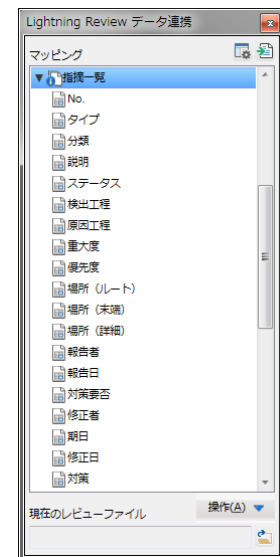 Lightning Review データ連携
マッピング
指摘一覧
No.
タイプ
分類
説明
ステータス
検出工程
原因工程
重大度
優先度
場所（ルート）
場所（末端）
場所（詳細）
報告者
報告日
対策要否
修正者
期日
修正日
対策
操作(A)
現在のレビューファイル